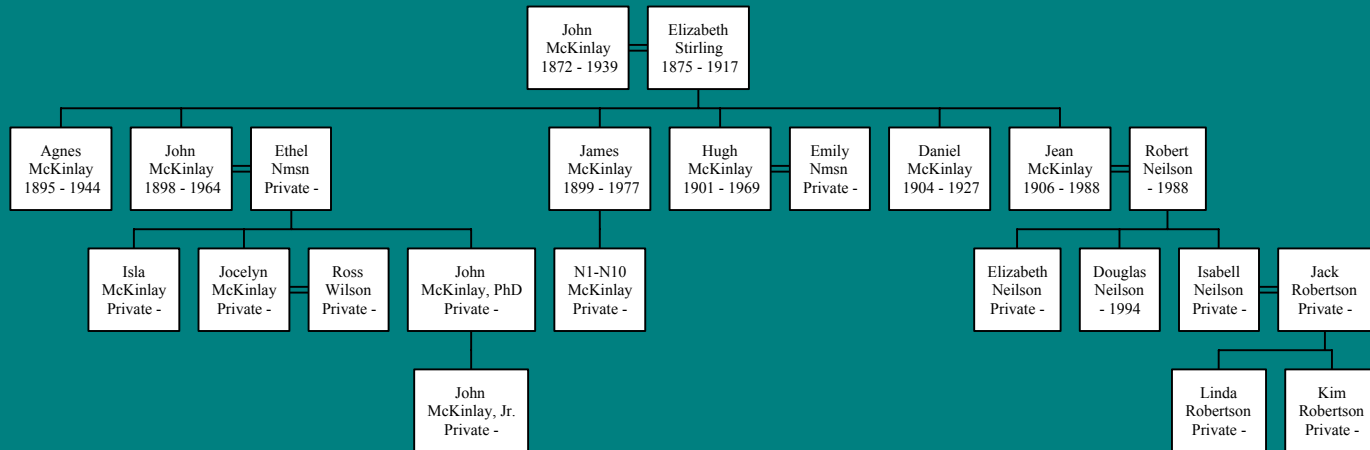 John
McKinlay
1872 - 1939
Elizabeth
Stirling
1875 - 1917
Agnes
McKinlay
1895 - 1944
John
McKinlay
1898 - 1964
Ethel
Nmsn
Private -
James
McKinlay
1899 - 1977
Hugh
McKinlay
1901 - 1969
Emily
Nmsn
Private -
Daniel
McKinlay
1904 - 1927
Jean
McKinlay
1906 - 1988
Robert
Neilson
- 1988
Isla
McKinlay
Private -
Jocelyn
McKinlay
Private -
Ross
Wilson
Private -
John
McKinlay, PhD
Private -
N1-N10
McKinlay
Private -
Elizabeth
Neilson
Private -
Douglas
Neilson
- 1994
Isabell
Neilson
Private -
Jack
Robertson
Private -
John
McKinlay, Jr.
Private -
Linda
Robertson
Private -
Kim
Robertson
Private -